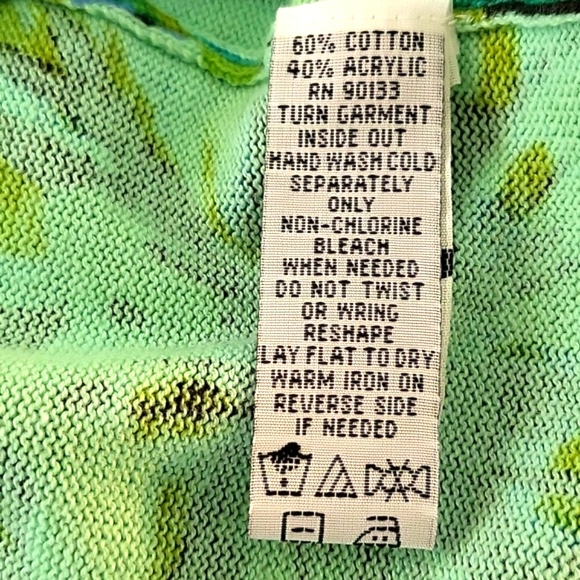 60% COTTON
40% ACRYLIC
RN 90133
TURN GARMENT
INSIDE OUT
HAND WASH COLD
SEPARATELY
ONLY
NON-CHLORINE
BLEACH
WHEN NEEDED
DO NOT TWIST
OR WRING
RESHAPE
LAY FLAT TO DRY
WARM IRON ON
REVERSE SIDE
IF NEEDED